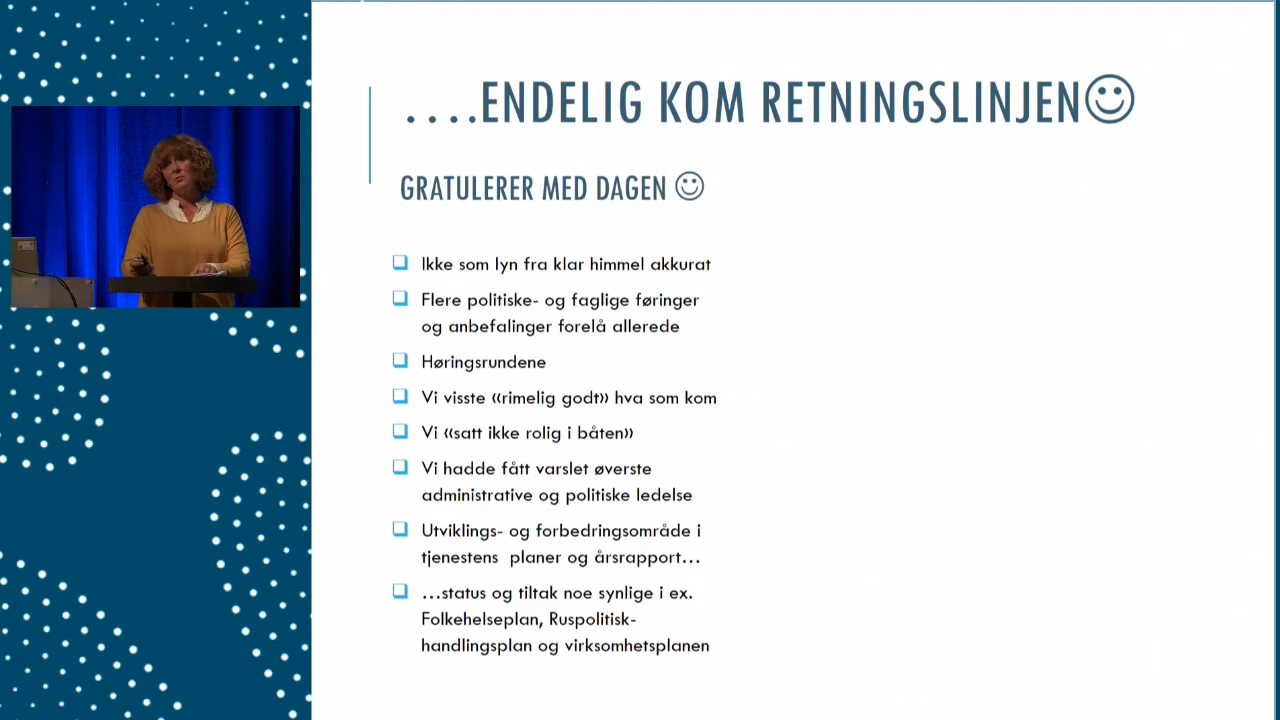 ....ENDELIG KOM RETNINGSLINJEN☺
GRATULERER MED DAGEN ☺
❑ Ikke som lyn fra klar himmel akkurat
❑ Flere politiske- og faglige føringer
og anbefalinger forelå allerede
❑ Høringsrundene
❑ Vi visste «rimelig godt» hva som kom
❑ Vi «satt ikke rolig i båten»
❑ Vi hadde fått varslet øverste
administrative og politiske ledelse
❑ Utviklings- og forbedringsområde i
tjenestens planer og årsrapport...
❑ ...status og tiltak noe synlige i ex.
Folkehelseplan, Ruspolitisk-
handlingsplan og virksomhetsplanen